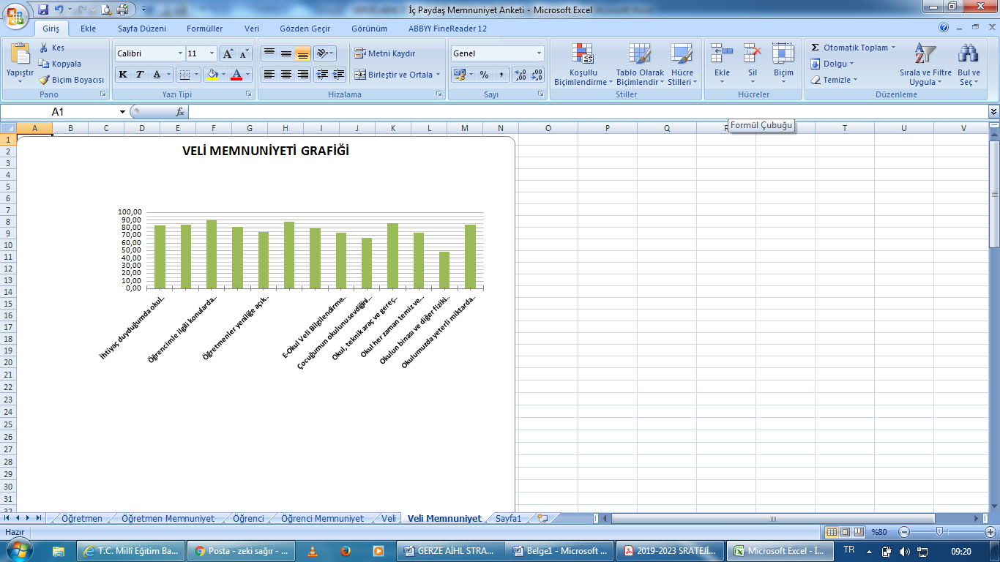 İç Paydaş Memnuniyet Anketi - Microsoft Excel
Giriş Ekle Sayfa Düzeni Formüller Veri Gözden Geçir Görünüm ABBYY FineReader 12
Yapıştır
Kes
Kopyala
Biçim Boyacısı
Pano
Calibri 11
K T A
Yazı Tipi
Metni Kaydır
Birleştir ve Ortala
Hizalama
Genel
% ,
Sayı
Koşullu Biçimlendirme
Tablo Olarak Biçimlendir
Hücre Stilleri
Stiller
Ekle
Sil
Biçim
Hücreler
Σ Otomatik Toplam
Dolgu
Temizle
Sırala ve Filtre Uygula
Bul ve Seç
Düzenleme
A1 fx
Formül Çubuğu
A B C D E F G H I J K L M N O P Q R T U V
1
2
3
4
5
6
7
8
9
10
11
12
13
14
15
16
17
18
19
20
21
22
23
24
25
26
27
28
29
30
31
32
VELİ MEMNUNİYETİ GRAFİĞİ
100,00
90,00
80,00
70,00
60,00
50,00
40,00
30,00
20,00
10,00
0,00
İhtiyaç duyduğumda okul..
Öğrencimle ilgili konularda..
Öğretmenler yeniliğe açık..
E-Okul Veli Bilgilendirme..
Çocuğumun okulunu sevdiğini...
Okul, teknik araç ve gereç..
Okul her zaman temiz ve..
Okulun binası ve diğer fiziki..
Okulumuzda yeterli miktarda..
Öğretmen Öğretmen Memnuniyet Öğrenci Öğrenci Memnuniyet Veli Veli Memnuniyet Sayfa1
Hazır %80
T.C. Millî Eğitim Ba... Posta - zeki sağır - ... GERZE AİHL STRA... Belge1 - Microsoft ... 2019-2023 SRATEJİ... Microsoft Excel - İ... TR 09:20